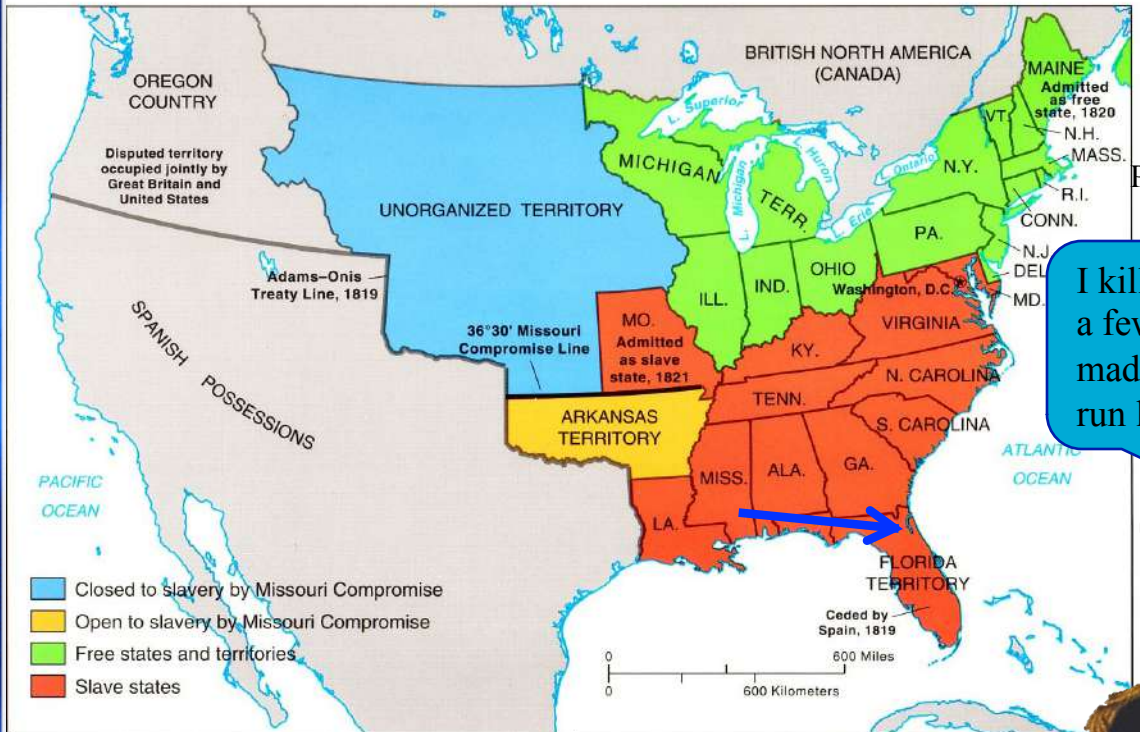 BRITISH NORTH AMERICA
(CANADA)
OREGON
COUNTRY
Disputed territory
occupied jointly by
Great Britain and
United States
MAINE
Admitted
as free
state, 1820
VT.
N.H.
MASS.
R.I.
CONN.
N.Y.
L. Superior
L. Michigan
L. Huron
L. Ontario
L. Erie
MICHIGAN
TERR.
UNORGANIZED TERRITORY
Adams–Onis
Treaty Line, 1819
36°30' Missouri
Compromise Line
PA.
N.J.
DEL
MD.
OHIO
IND.
ILL.
Washington, D.C.
MO.
Admitted
as slave
state, 1821
VIRGINIA
KY.
N. CAROLINA
TENN.
S. CAROLINA
ARKANSAS
TERRITORY
SPANISH POSSESSIONS
MISS.
ALA.
GA.
LA.
PACIFIC
OCEAN
ATLANTIC
OCEAN
FLORIDA
TERRITORY
Ceded by
Spain, 1819
I kill
a few
mad
run
Closed to slavery by Missouri Compromise
Open to slavery by Missouri Compromise
Free states and territories
Slave states
0 600 Miles
0 600 Kilometers